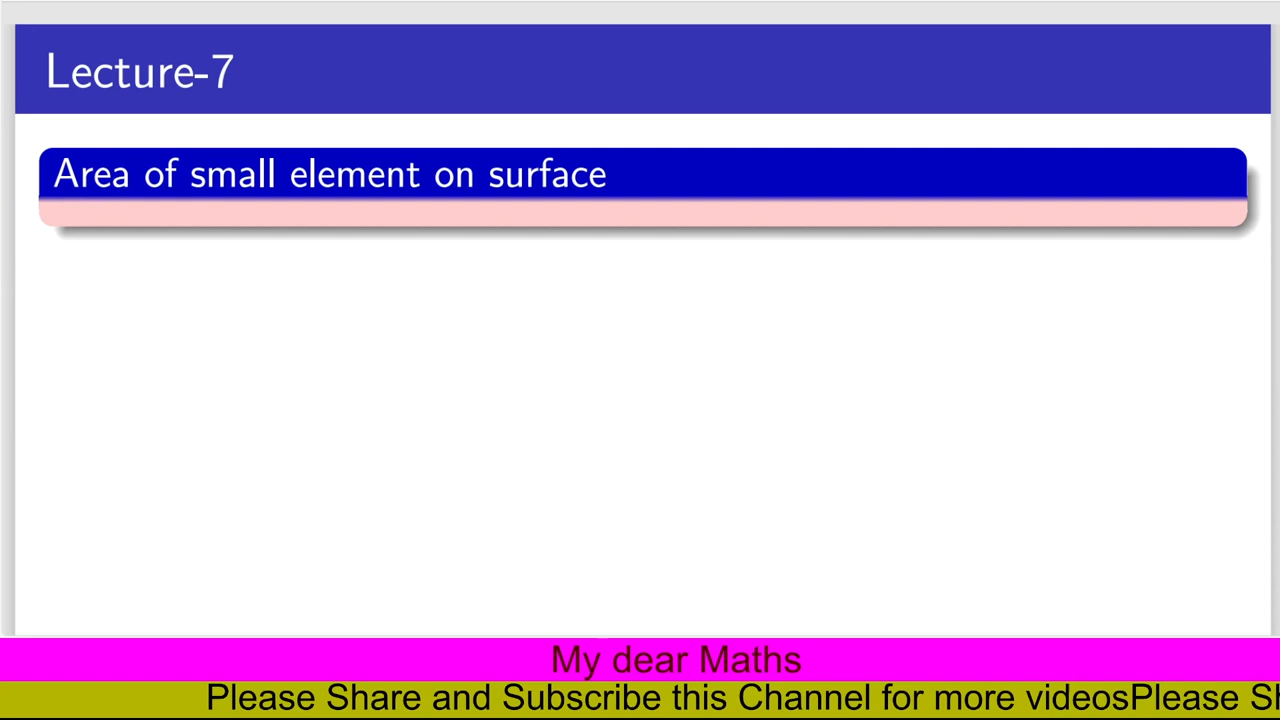 Lecture-7
Area of small element on surface
My dear Maths
Please Share and Subscribe this Channel for more videosPlease Sh